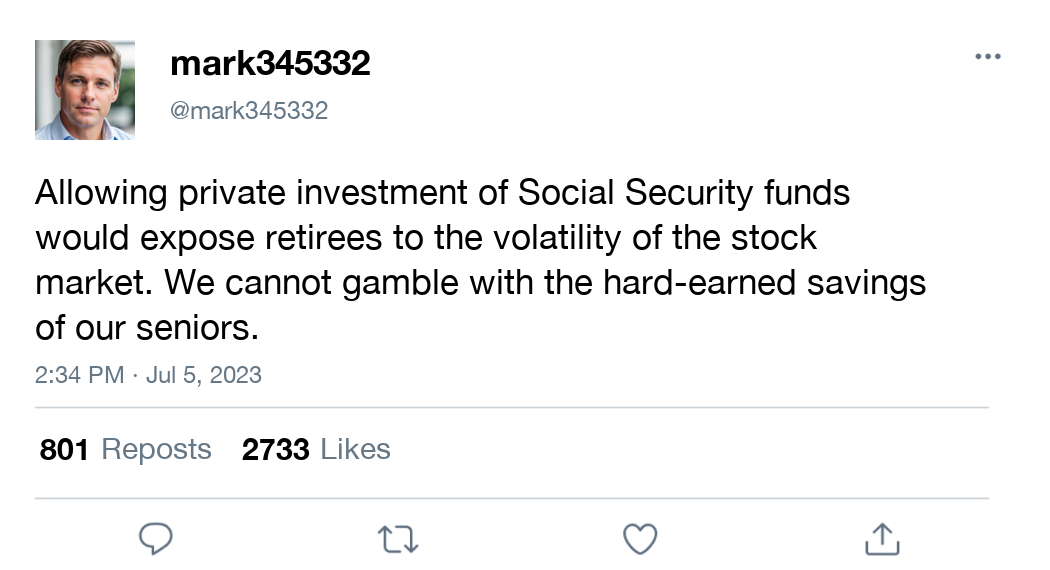 mark345332
@mark345332
Allowing private investment of Social Security funds
would expose retirees to the volatility of the stock
market. We cannot gamble with the hard-earned savings
of our seniors.
2:34 PM · Jul 5, 2023
801 Reposts 2733 Likes